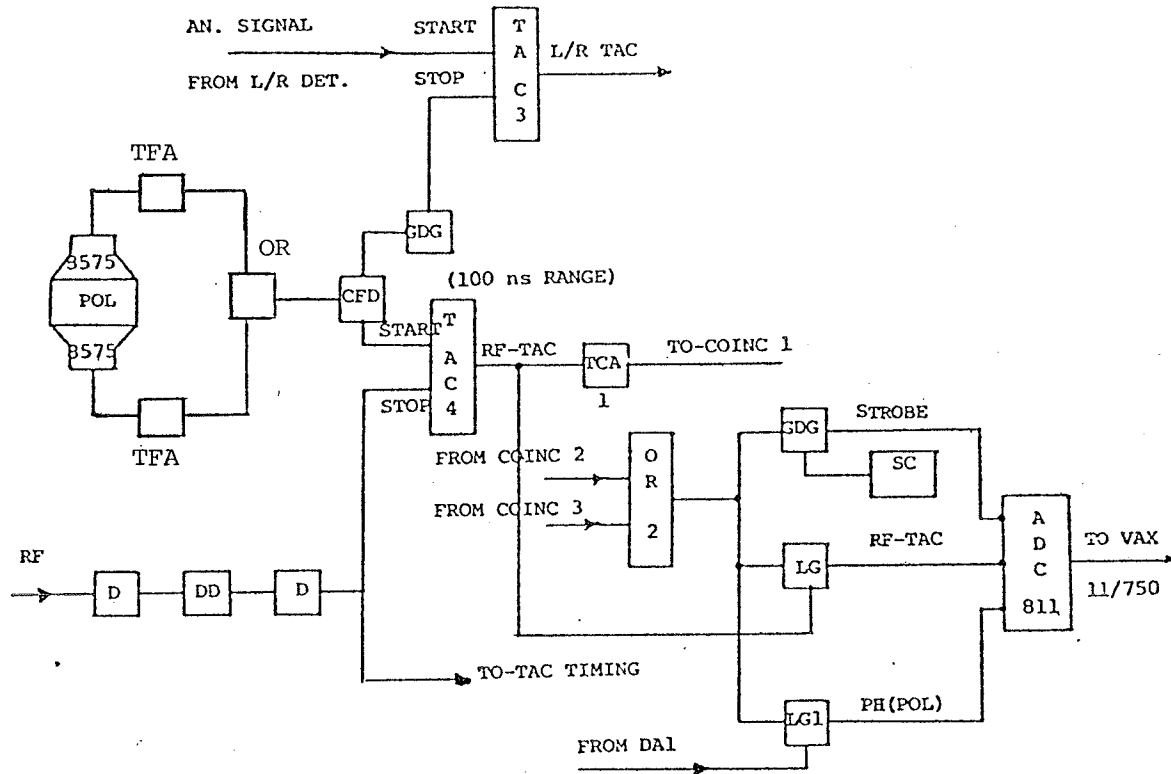 AN. SIGNAL
START
FROM L/R DET.
STOP
T
A
C
3
L/R TAC
TFA
GDG
8575
POL
8575
OR
CFD
(100 ns RANGE)
START
STOP
T
A
C
4
RF-TAC
TCA
1
TO-COINC 1
TFA
FROM COINC 2
FROM COINC 3
O
R
2
GDG
STROBE
SC
RF
D
DD
D
LG
RF-TAC
A
D
C
811
TO VAX
11/750
TO-TAC TIMING
LG1
PH(POL)
FROM DA1